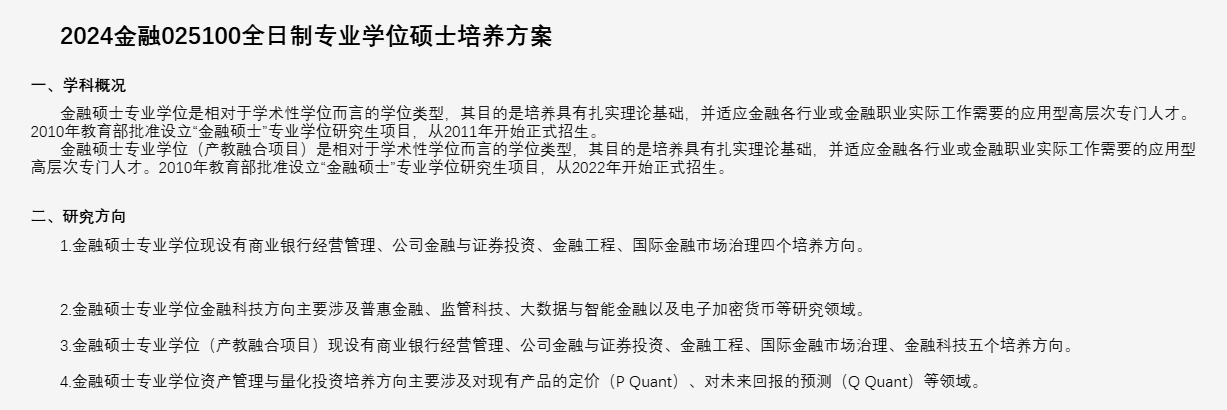 2024金融025100全日制专业学位硕士培养方案
一、学科概况
金融硕士专业学位是相对于学术性学位而言的学位类型，其目的是培养具有扎实理论基础，并适应金融各行业或金融职业实际工作需要的应用型高层次专门人才。
2010年教育部批准设立“金融硕士”专业学位研究生项目，从2011年开始正式招生。
金融硕士专业学位（产教融合项目）是相对于学术性学位而言的学位类型，其目的是培养具有扎实理论基础，并适应金融各行业或金融职业实际工作需要的应用型
高层次专门人才。2010年教育部批准设立“金融硕士”专业学位研究生项目，从2022年开始正式招生。
二、研究方向
1.金融硕士专业学位现设有商业银行经营管理、公司金融与证券投资、金融工程、国际金融市场治理四个培养方向。
2.金融硕士专业学位金融科技方向主要涉及普惠金融、监管科技、大数据与智能金融以及电子加密货币等研究领域。
3.金融硕士专业学位（产教融合项目）现设有商业银行经营管理、公司金融与证券投资、金融工程、国际金融市场治理、金融科技五个培养方向。
4.金融硕士专业学位资产管理与量化投资培养方向主要涉及对现有产品的定价（P Quant）、对未来回报的预测（Q Quant）等领域。